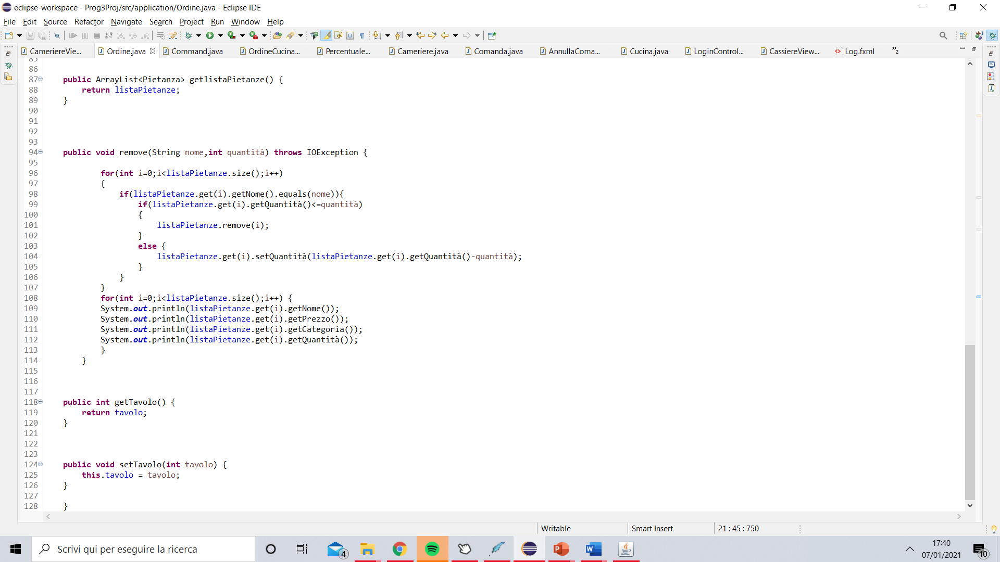 eclipse-workspace - Prog3Proj/src/application/Ordine.java - Eclipse IDE
File Edit Source Refactor Navigate Search Project Run Window Help
CameriereVie... Ordine.java Command.java OrdineCucina... Percentuale... Cameriere.java Comanda.java AnnullaComa... Cucina.java LoginControl... CassiereView... Log.fxml »2
85
86
87 public ArrayList<Pietanza> getlistaPietanze() {
88 return listaPietanze;
89 }
90
91
92
93
94 public void remove(String nome,int quantità) throws IOException {
95
96 for(int i=0;i<listaPietanze.size();i++)
97 {
98 if(listaPietanze.get(i).getNome().equals(nome)){
99 if(listaPietanze.get(i).getQuantità()<=quantità)
100 {
101 listaPietanze.remove(i);
102 }
103 else {
104 listaPietanze.get(i).setQuantità(listaPietanze.get(i).getQuantità()-quantità);
105 }
106 }
107 }
108 for(int i=0;i<listaPietanze.size();i++) {
109 System.out.println(listaPietanze.get(i).getNome());
110 System.out.println(listaPietanze.get(i).getPrezzo());
111 System.out.println(listaPietanze.get(i).getCategoria());
112 System.out.println(listaPietanze.get(i).getQuantità());
113 }
114 }
115
116
117
118 public int getTavolo() {
119 return tavolo;
120 }
121
122
123
124 public void setTavolo(int tavolo) {
125 this.tavolo = tavolo;
126 }
127
128 }
Writable Smart Insert 21 : 45 : 750
Scrivi qui per eseguire la ricerca
4
17:40
07/01/2021
10